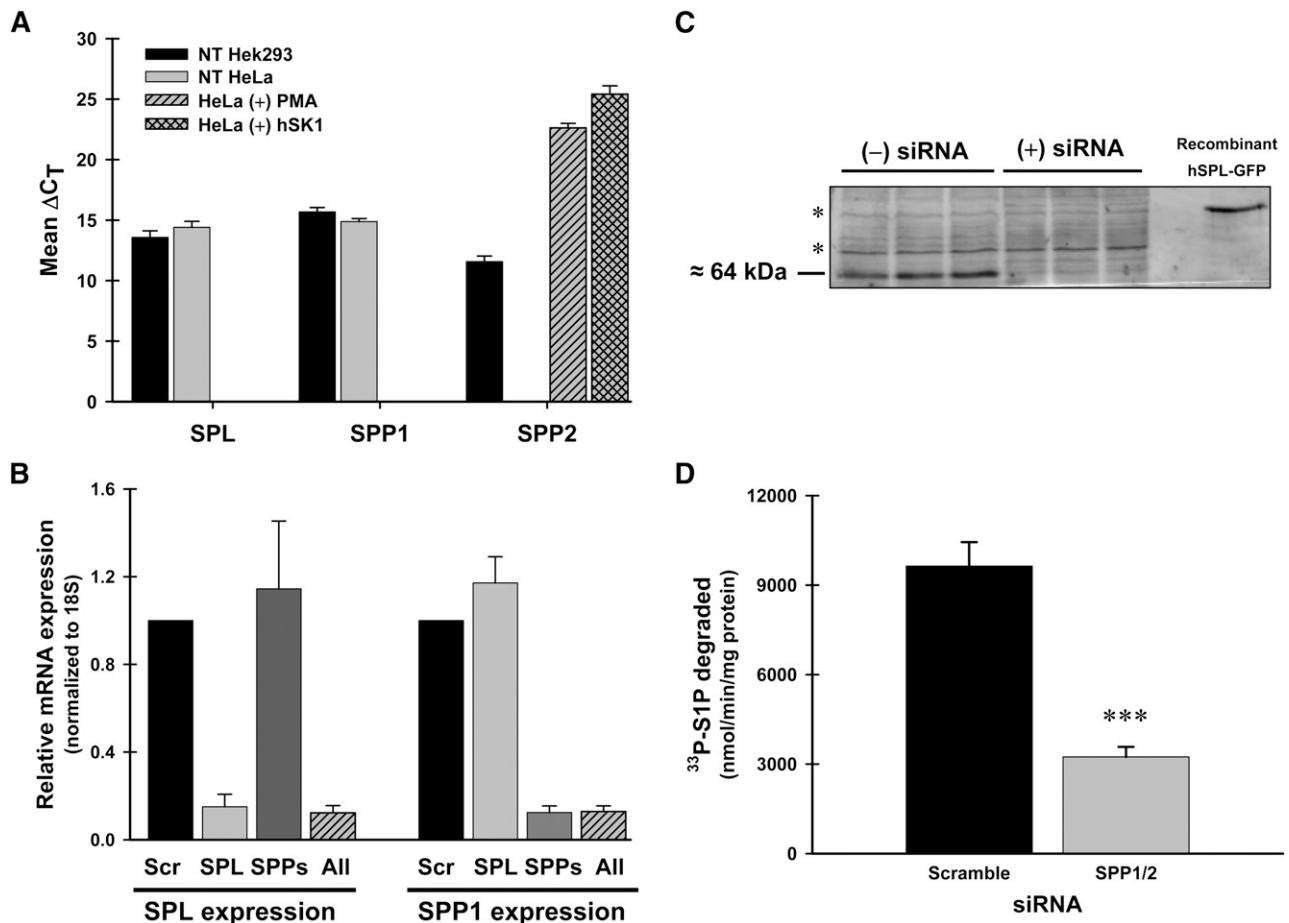 A
Mean ΔCT
30
25
20
15
10
5
0
NT Hek293
NT HeLa
HeLa (+) PMA
HeLa (+) hSK1
SPL
SPP1
SPP2
B
Relative mRNA expression
(normalized to 18S)
1.6
1.2
0.8
0.4
0.0
Scr SPL SPPs All
SPL expression
Scr SPL SPPs All
SPP1 expression
C
(–) siRNA
(+) siRNA
Recombinant
hSPL-GFP
*
*
≈ 64 kDa
D
33P-S1P degraded
(nmol/min/mg protein)
12000
9000
6000
3000
0
***
Scramble
SPP1/2
siRNA